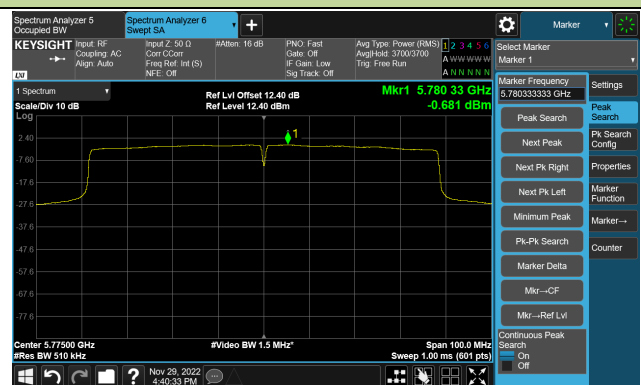 Spectrum Analyzer 5
Occupied BW
Spectrum Analyzer 6
Swept SA
Marker
KEYSIGHT
Input: RF
Coupling: AC
Align: Auto
Input Z: 50 Ω
Corr CCorr
Freq Ref: Int (S)
NFE: Off
#Atten: 16 dB
PNO: Fast
Gate: Off
IF Gain: Low
Sig Track: Off
Avg Type: Power (RMS)
Avg|Hold: 3700/3700
Trig: Free Run
1 2 3 4 5 6
A W W W W W
A N N N N N
LXI
Select Marker
Marker 1
1 Spectrum
Scale/Div 10 dB
Log
Ref Lvl Offset 12.40 dB
Ref Level 12.40 dBm
Mkr1 5.780 33 GHz
-0.681 dBm
1
2.40
-7.60
-17.6
-27.6
-37.6
-47.6
-57.6
-67.6
-77.6
Center 5.77500 GHz
#Res BW 510 kHz
#Video BW 1.5 MHz*
Span 100.0 MHz
Sweep 1.00 ms (601 pts)
Marker Frequency
5.780333333 GHz
Peak Search
Next Peak
Next Pk Right
Next Pk Left
Minimum Peak
Pk-Pk Search
Marker Delta
Mkr→CF
Mkr→Ref Lvl
Continuous Peak
Search
On
Off
Settings
Peak
Search
Pk Search
Config
Properties
Marker
Function
Marker→
Counter
?
Nov 29, 2022
4:40:33 PM